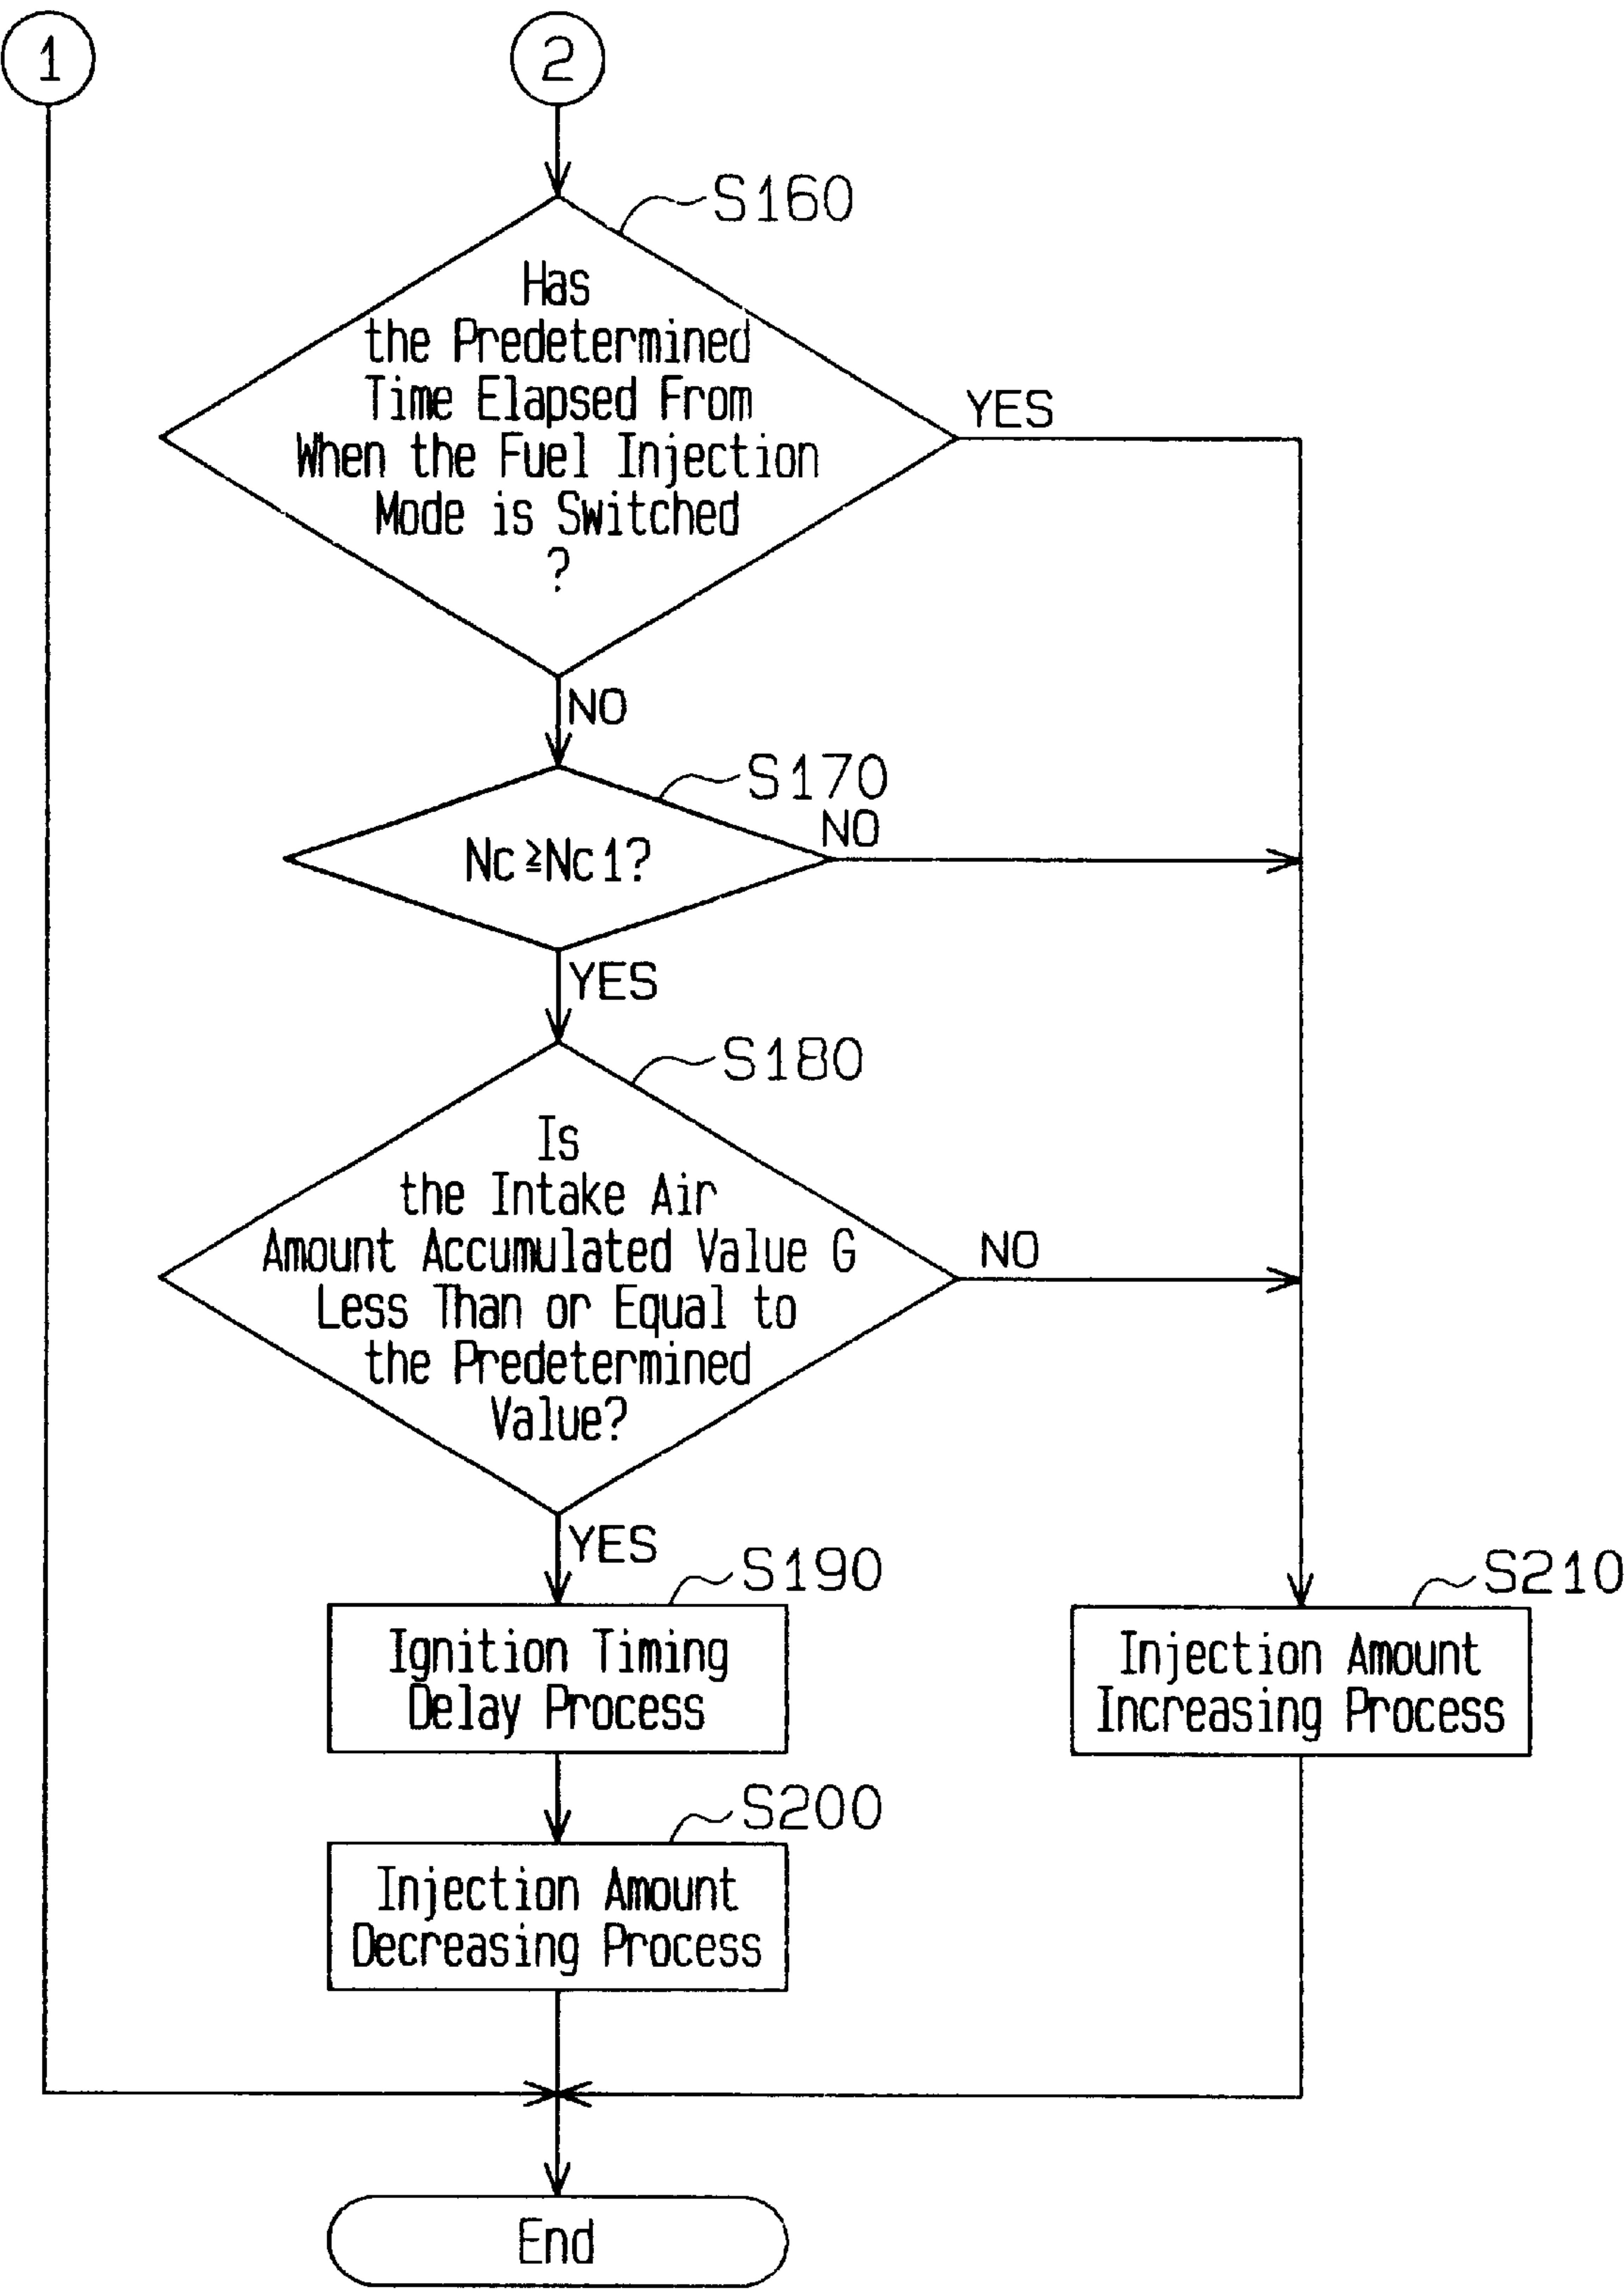 1
2
S160
Has
the Predetermined
Time Elapsed From
When the Fuel Injection
Mode is Switched
?
YES
NO
S170
Nc≧Nc1?
NO
YES
S180
Is
the Intake Air
Amount Accumulated Value G
Less Than or Equal to
the Predetermined
Value?
NO
YES
S190
Ignition Timing
Delay Process
S210
Injection Amount
Increasing Process
S200
Injection Amount
Decreasing Process
End